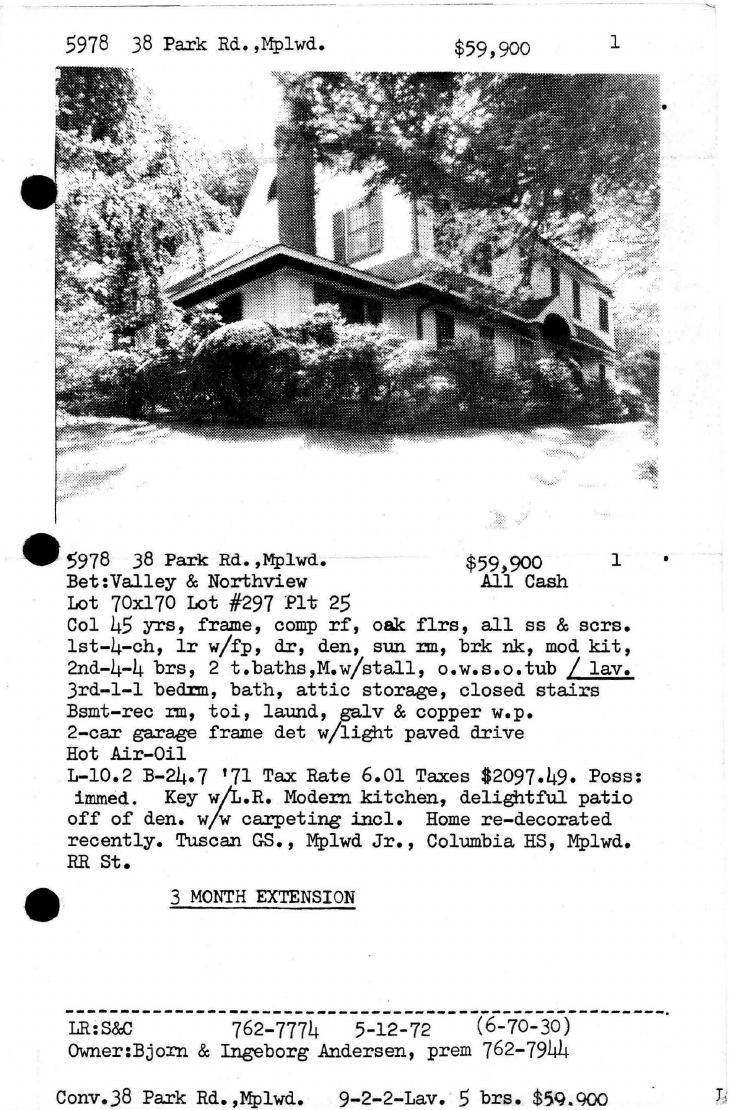 5978 38 Park Rd.,Mplwd. $59,900 1
5978 38 Park Rd.,Mplwd. $59,900 1
Bet:Valley & Northview All Cash
Lot 70x170 Lot #297 Plt 25
Col 45 yrs, frame, comp rf, oak flrs, all ss & scrs.
1st-4-ch, lr w/fp, dr, den, sun rm, brk nk, mod kit,
2nd-4-4 brs, 2 t.baths,M.w/stall, o.w.s.o.tub / lav.
3rd-1-1 bedrm, bath, attic storage, closed stairs
Bsmt-rec rm, toi, laund, galv & copper w.p.
2-car garage frame det w/light paved drive
Hot Air-Oil
L-10.2 B-24.7 '71 Tax Rate 6.01 Taxes $2097.49. Poss:
immed. Key w/L.R. Modern kitchen, delightful patio
off of den. w/w carpeting incl. Home re-decorated
recently. Tuscan GS., Mplwd Jr., Columbia HS, Mplwd.
RR St.
3 MONTH EXTENSION
LR:S&C 762-7774 5-12-72 (6-70-30)
Owner:Bjorn & Ingeborg Andersen, prem 762-7944
Conv.38 Park Rd.,Mplwd. 9-2-2-Lav. 5 brs. $59.900